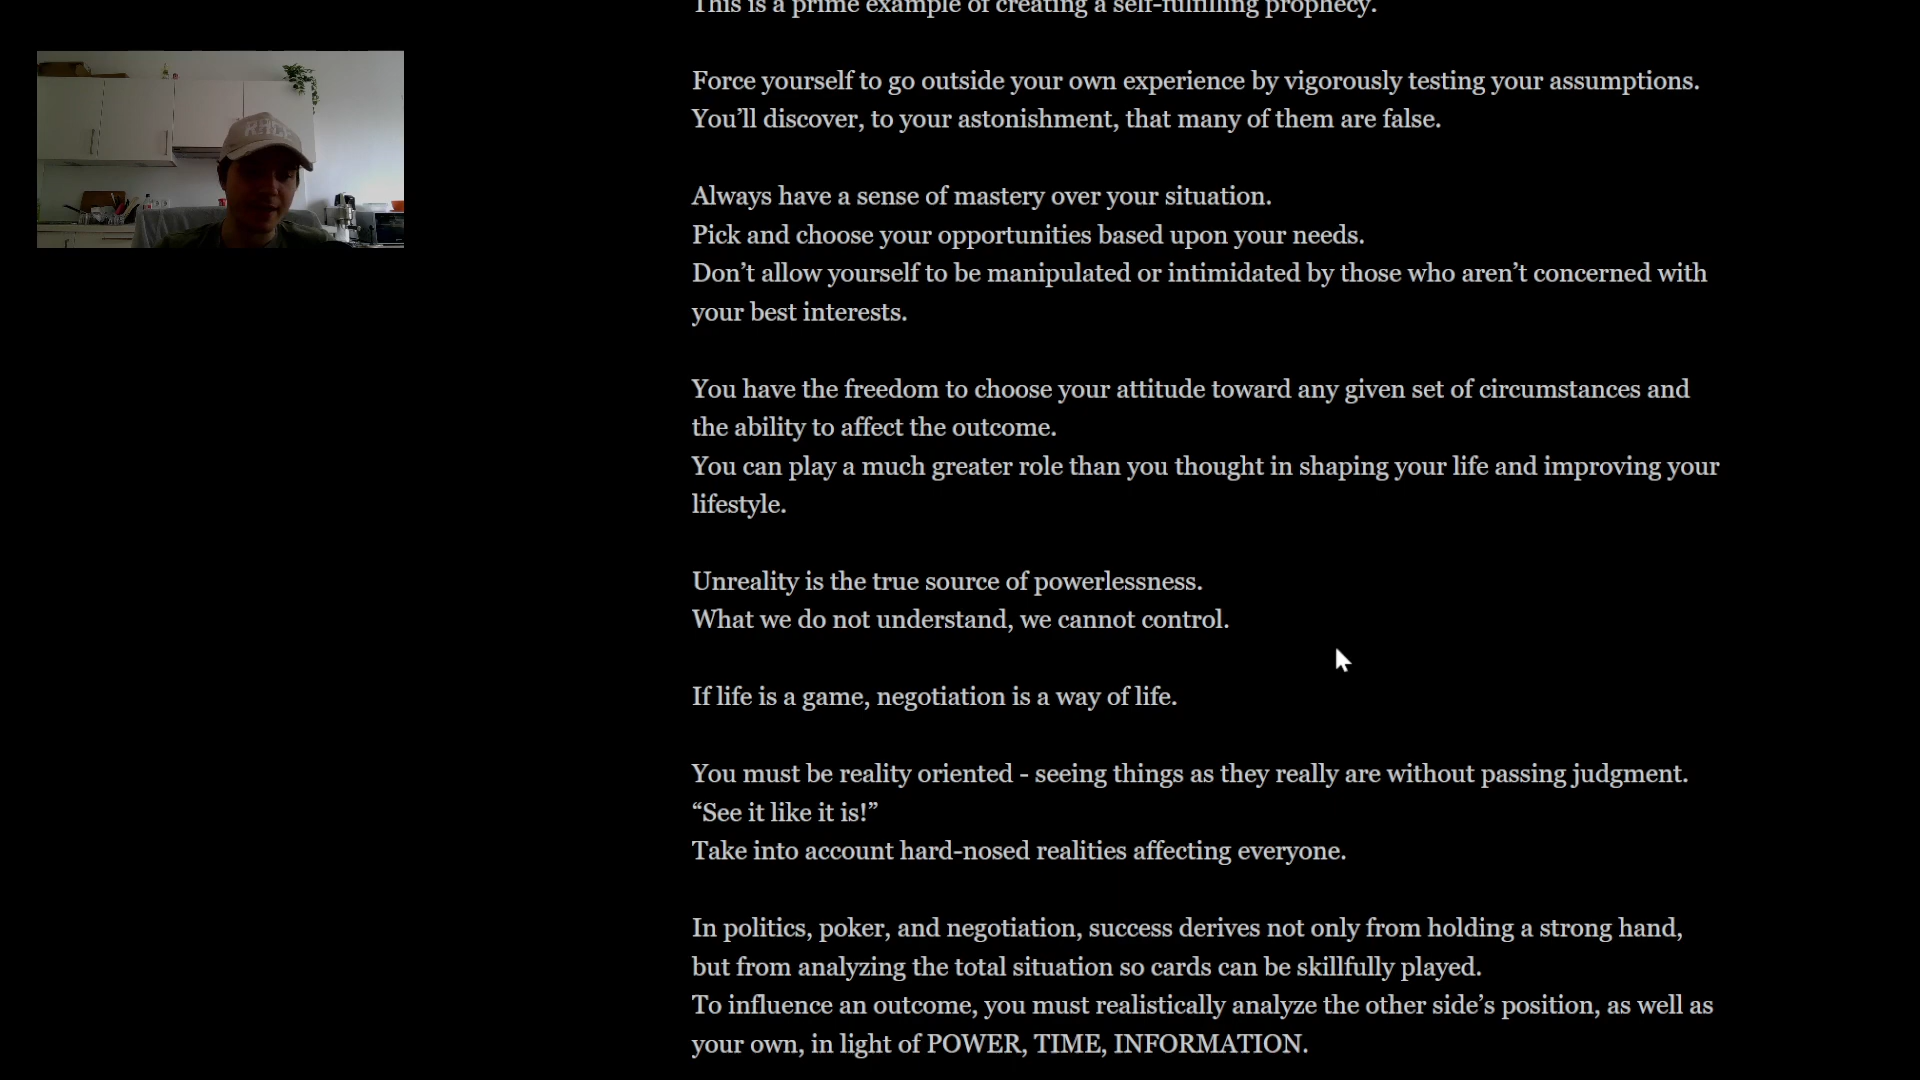 This is a prime example of creating a self-fulfilling prophecy.
Force yourself to go outside your own experience by vigorously testing your assumptions.
You’ll discover, to your astonishment, that many of them are false.
Always have a sense of mastery over your situation.
Pick and choose your opportunities based upon your needs.
Don’t allow yourself to be manipulated or intimidated by those who aren’t concerned with
your best interests.
You have the freedom to choose your attitude toward any given set of circumstances and
the ability to affect the outcome.
You can play a much greater role than you thought in shaping your life and improving your
lifestyle.
Unreality is the true source of powerlessness.
What we do not understand, we cannot control.
If life is a game, negotiation is a way of life.
You must be reality oriented - seeing things as they really are without passing judgment.
“See it like it is!”
Take into account hard-nosed realities affecting everyone.
In politics, poker, and negotiation, success derives not only from holding a strong hand,
but from analyzing the total situation so cards can be skillfully played.
To influence an outcome, you must realistically analyze the other side’s position, as well as
your own, in light of POWER, TIME, INFORMATION.